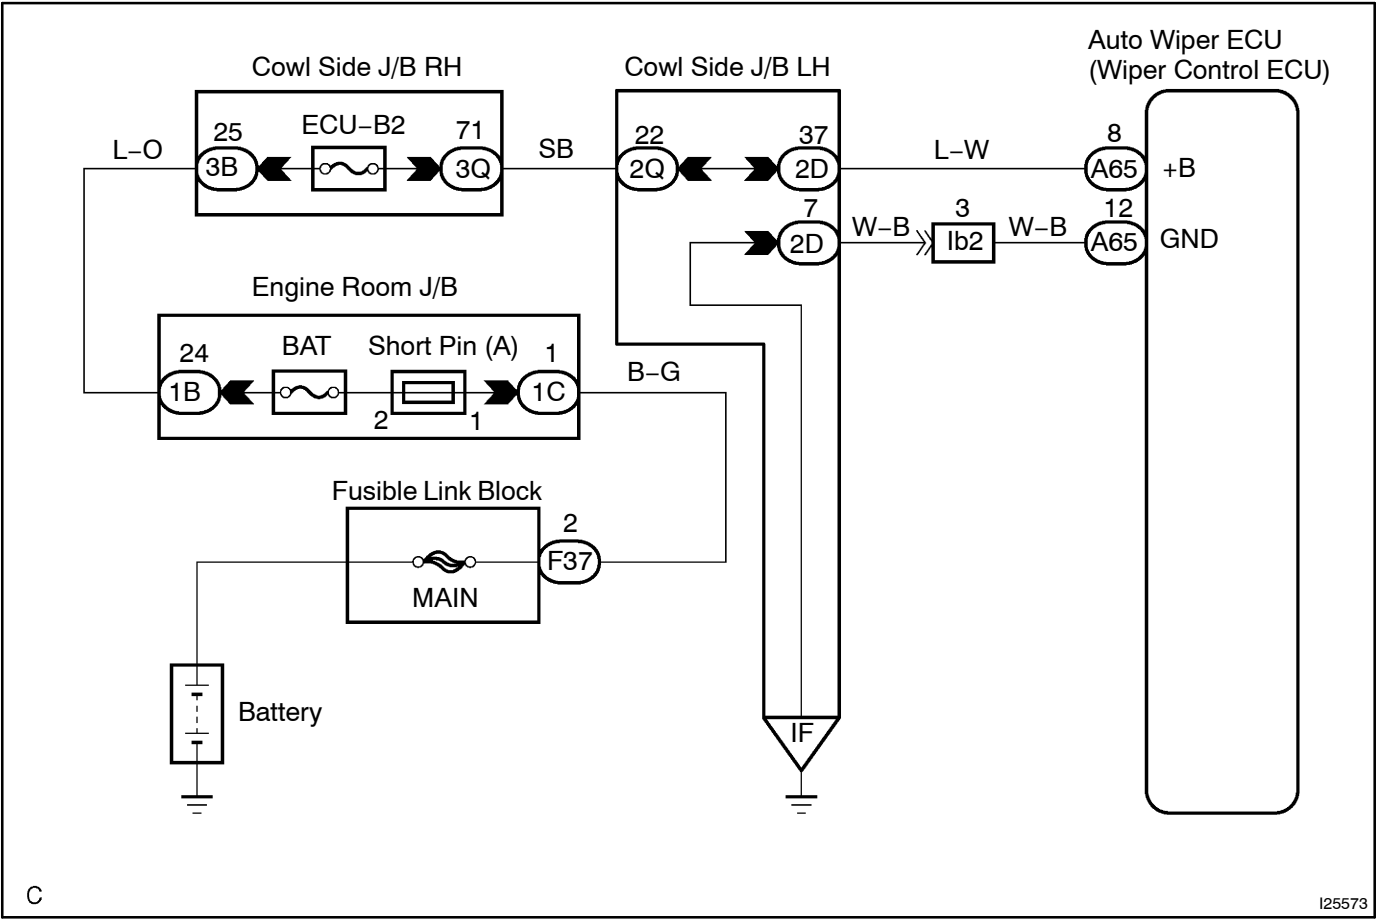 Auto Wiper ECU
(Wiper Control ECU)
Cowl Side J/B RH
Cowl Side J/B LH
L−O
25
3B
ECU−B2
71
3Q
SB
22
2Q
37
2D
L−W
8
A65
+B
7
2D
W−B
3
Ib2
W−B
12
A65
GND
Engine Room J/B
24
1B
BAT
Short Pin (A)
2
1
1
1C
B−G
Fusible Link Block
MAIN
2
F37
Battery
IF
C
I25573